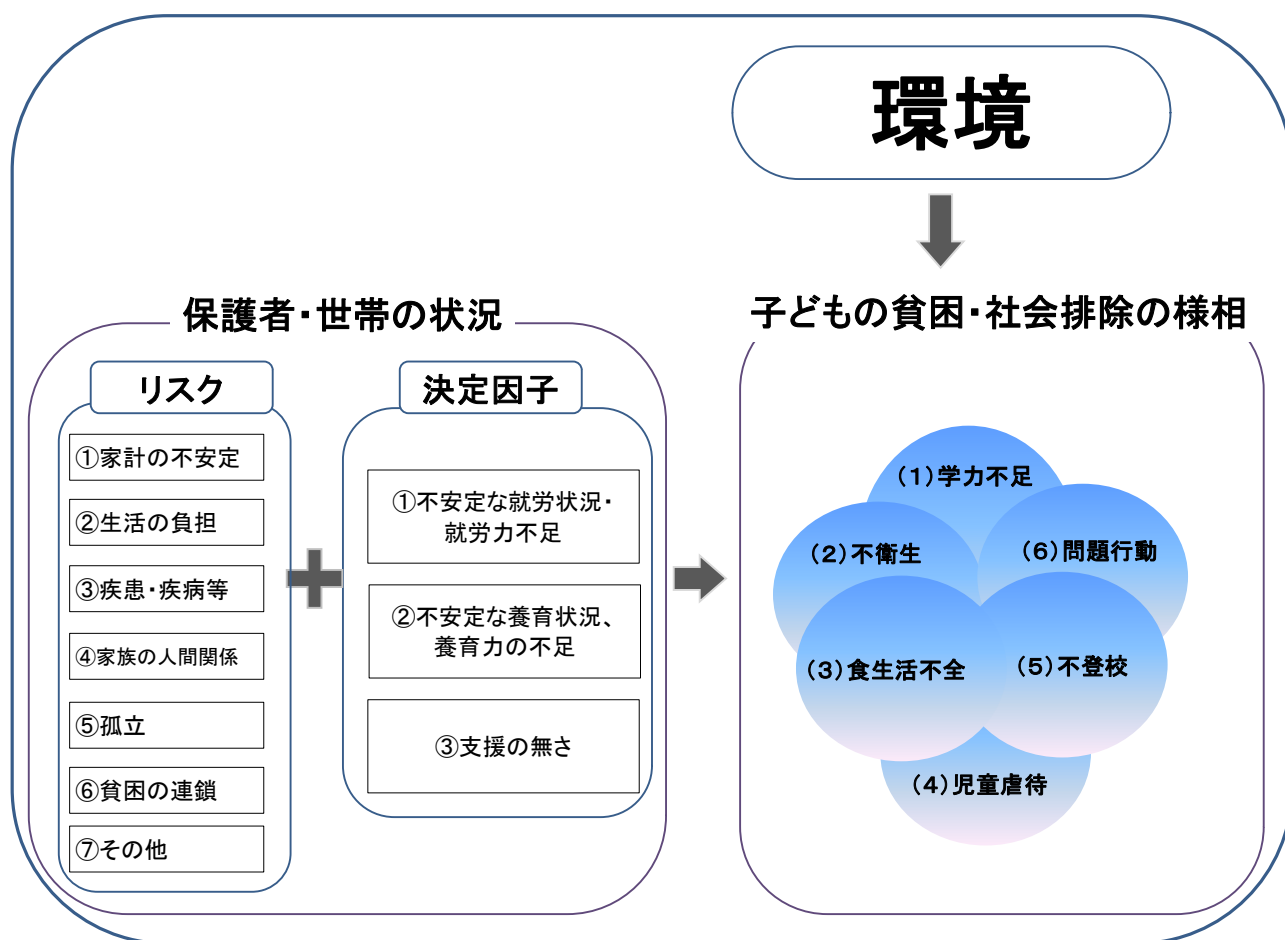 環境
保護者・世帯の状況
リスク
①家計の不安定
②生活の負担
③疾患・疾病等
④家族の人間関係
⑤孤立
⑥貧困の連鎖
⑦その他
決定因子
①不安定な就労状況・
就労力不足
②不安定な養育状況、
養育力の不足
③支援の無さ
子どもの貧困・社会排除の様相
(1)学力不足
(2)不衛生
(3)食生活不全
(4)児童虐待
(5)不登校
(6)問題行動